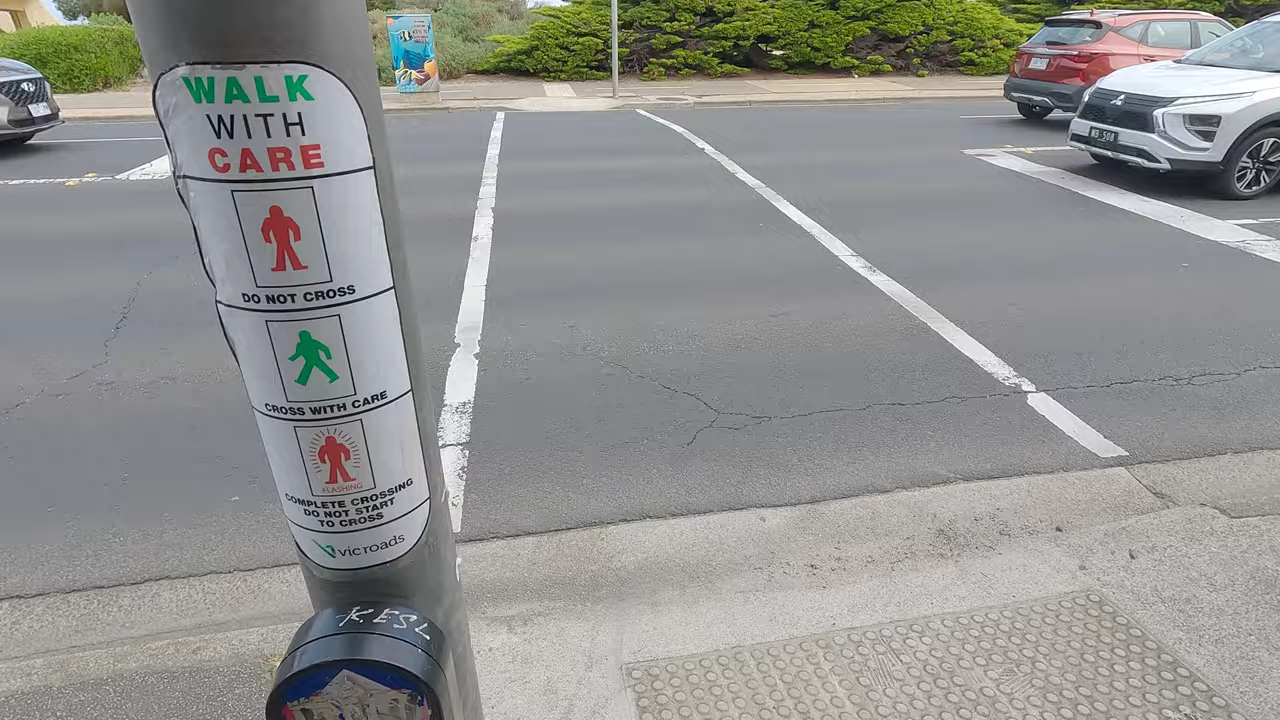 WALK
WITH
CARE
DO NOT CROSS
CROSS WITH CARE
FLASHING
COMPLETE CROSSING
DO NOT START
TO CROSS
vicroads